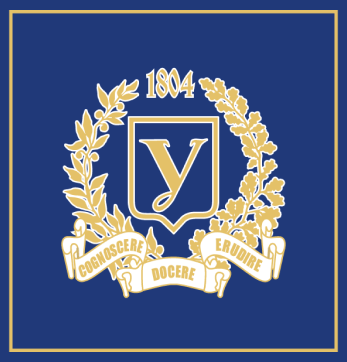 1804
У
COGNOSCERE
DOCERE
ERUDIRE